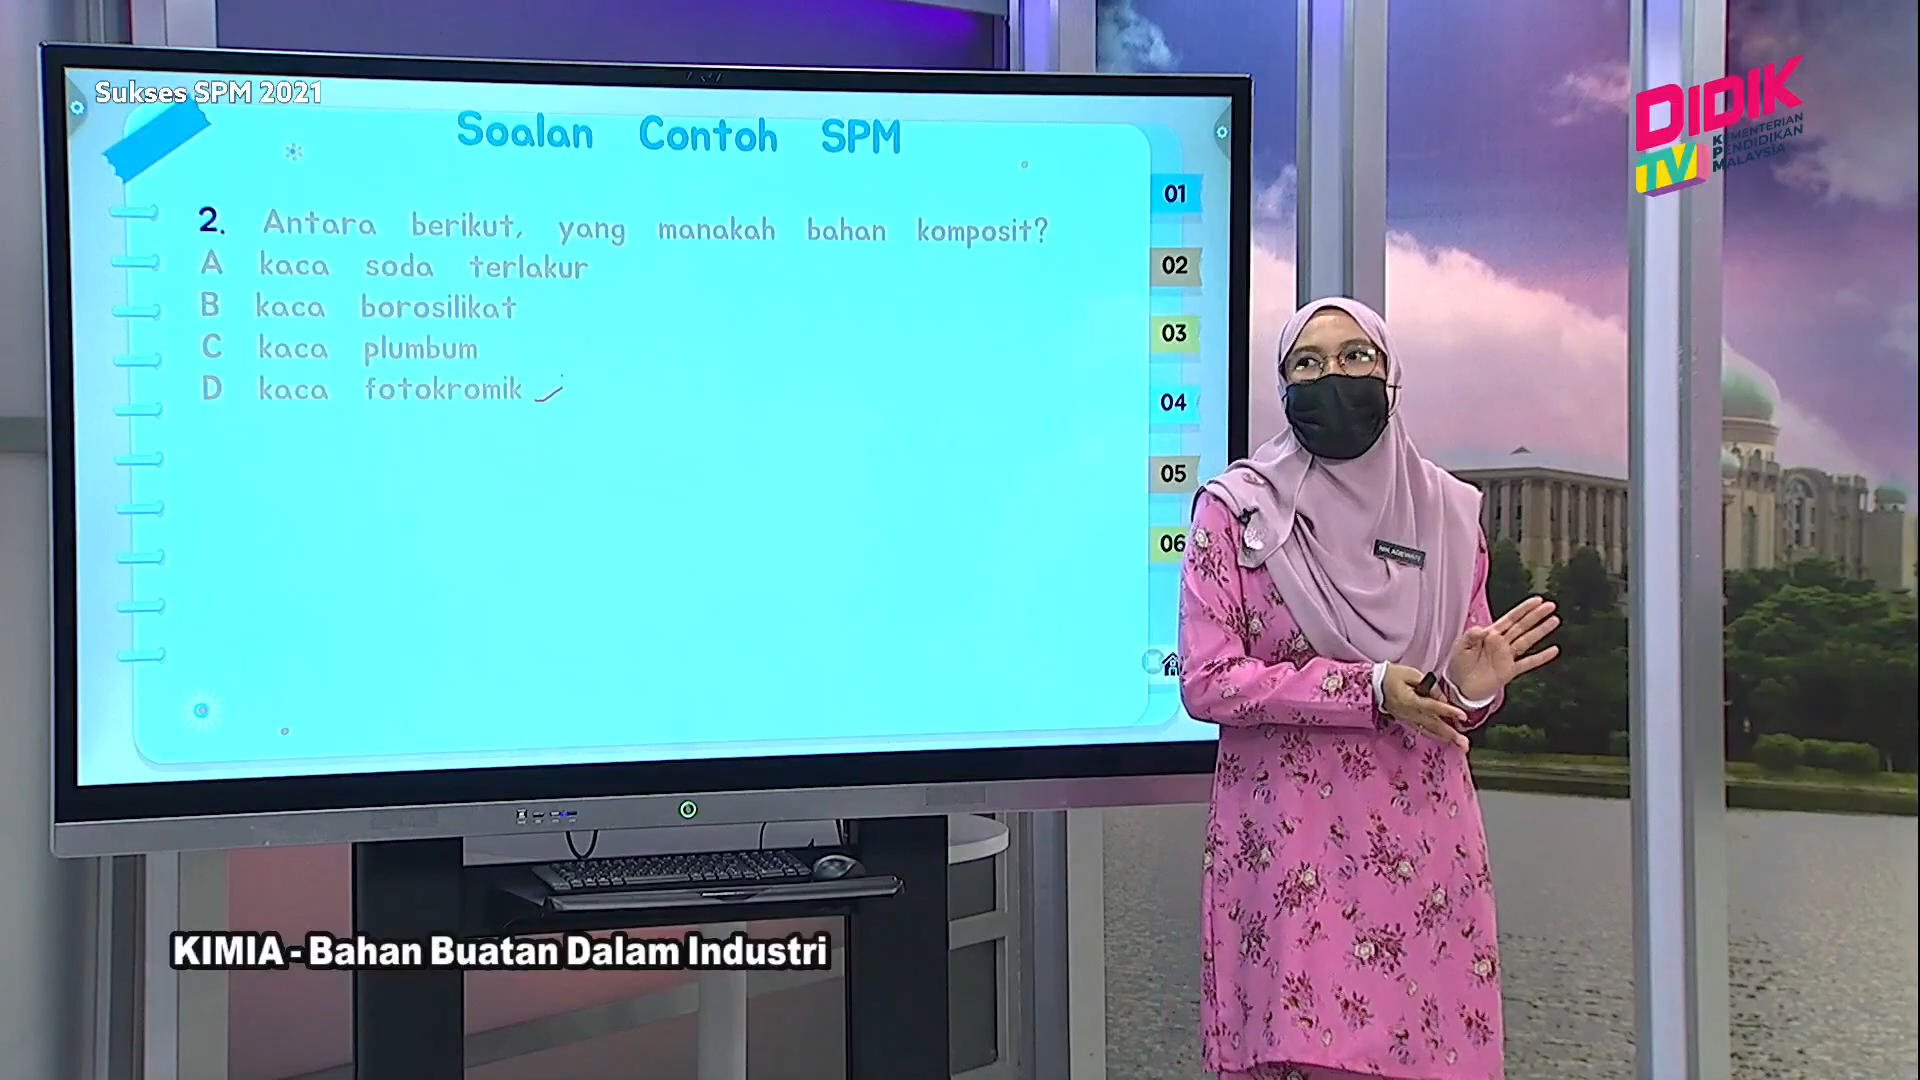 Sukses SPM 2021
Soalan Contoh SPM
2. Antara berikut, yang manakah bahan komposit?
A kaca soda terlakur
B kaca borosilikat
C kaca plumbum
D kaca fotokromik
01
02
03
04
05
06
DIDIK
TV
KEMENTERIAN
PENDIDIKAN
MALAYSIA
KIMIA - Bahan Buatan Dalam Industri